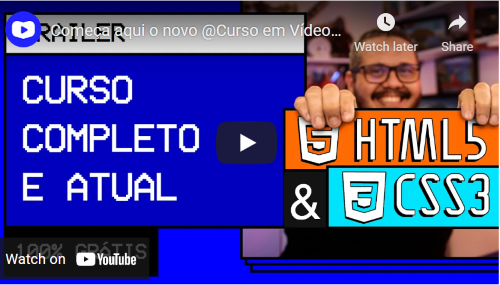 TRAILER
Começa aqui o novo @Curso em Vídeo...
Watch later
Share
CURSO
COMPLETO
E ATUAL
HTML5
&
CSS3
100% GRÁTIS
Watch on YouTube